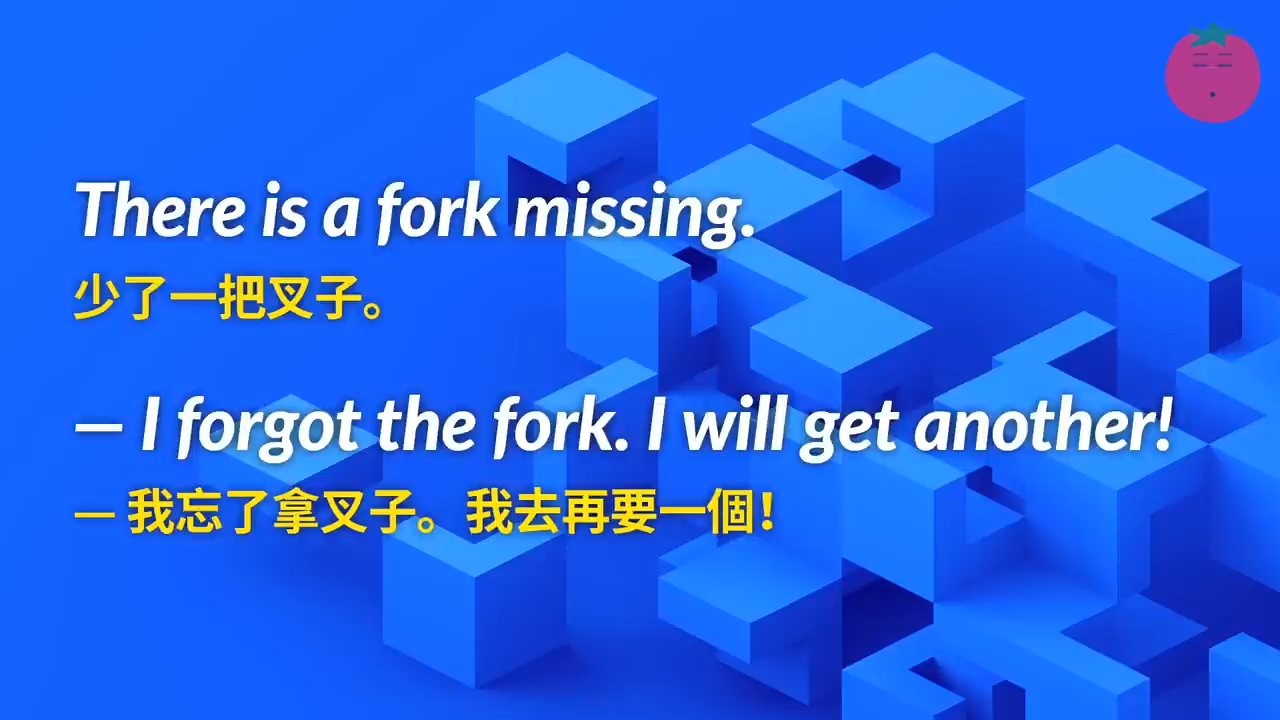 There is a fork missing.
少了一把叉子。
– I forgot the fork. I will get another!
– 我忘了拿叉子。我去再要一個！